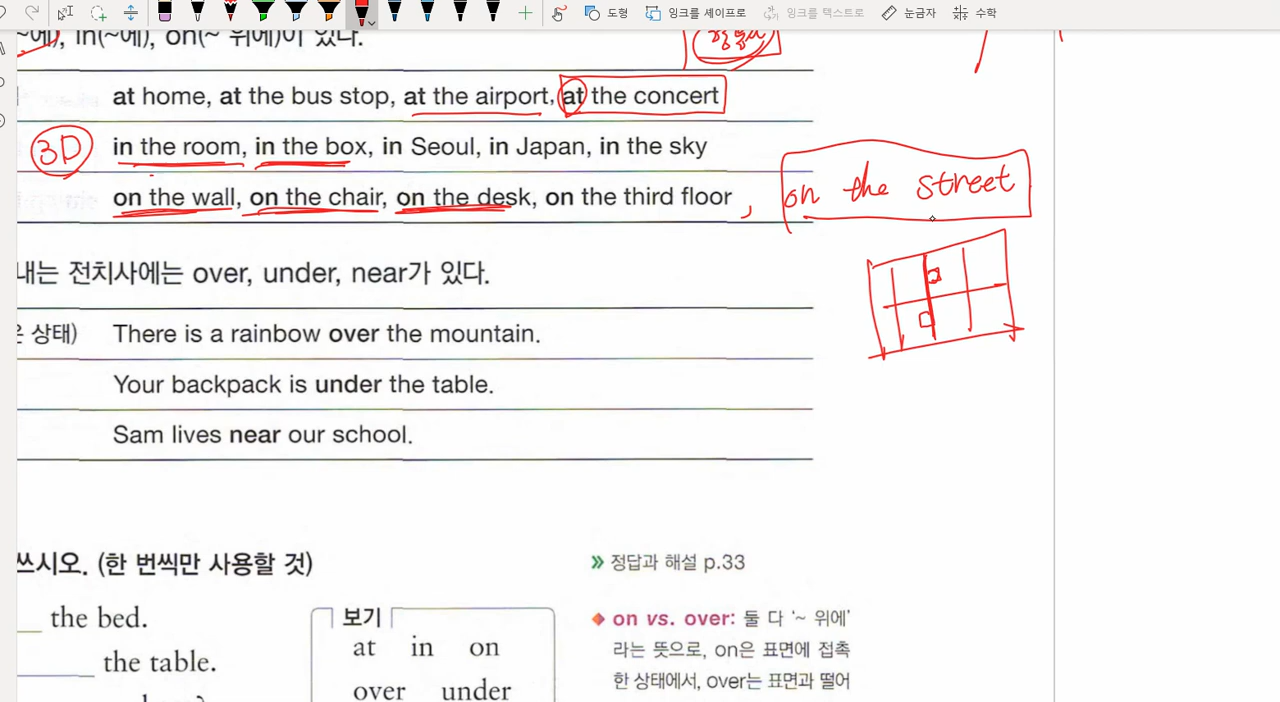 도형 잉크를 셰이프로 잉크를 텍스트로 눈금자 수학
~에), in(~에), on(~ 위에)이 있다.
at home, at the bus stop, at the airport, at the concert
3D in the room, in the box, in Seoul, in Japan, in the sky
on the wall, on the chair, on the desk, on the third floor , on the street
내는 전치사에는 over, under, near가 있다.
상태) There is a rainbow over the mountain.
Your backpack is under the table.
Sam lives near our school.
쓰시오. (한 번씩만 사용할 것)
» 정답과 해설 p.33
the bed.
the table.
보기
at in on
over under
on vs. over: 둘 다 ‘~ 위에’
라는 뜻으로, on은 표면에 접촉
한 상태에서, over는 표면과 떨어